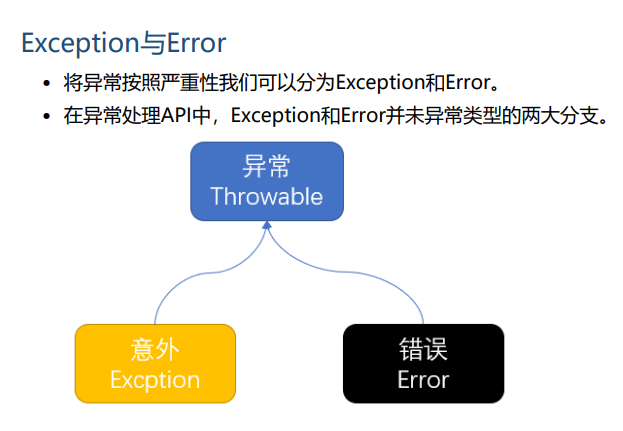 Exception与Error
• 将异常按照严重性我们可以分为Exception和Error。
• 在异常处理API中，Exception和Error并未异常类型的两大分支。
异常
Throwable
意外
Excption
错误
Error